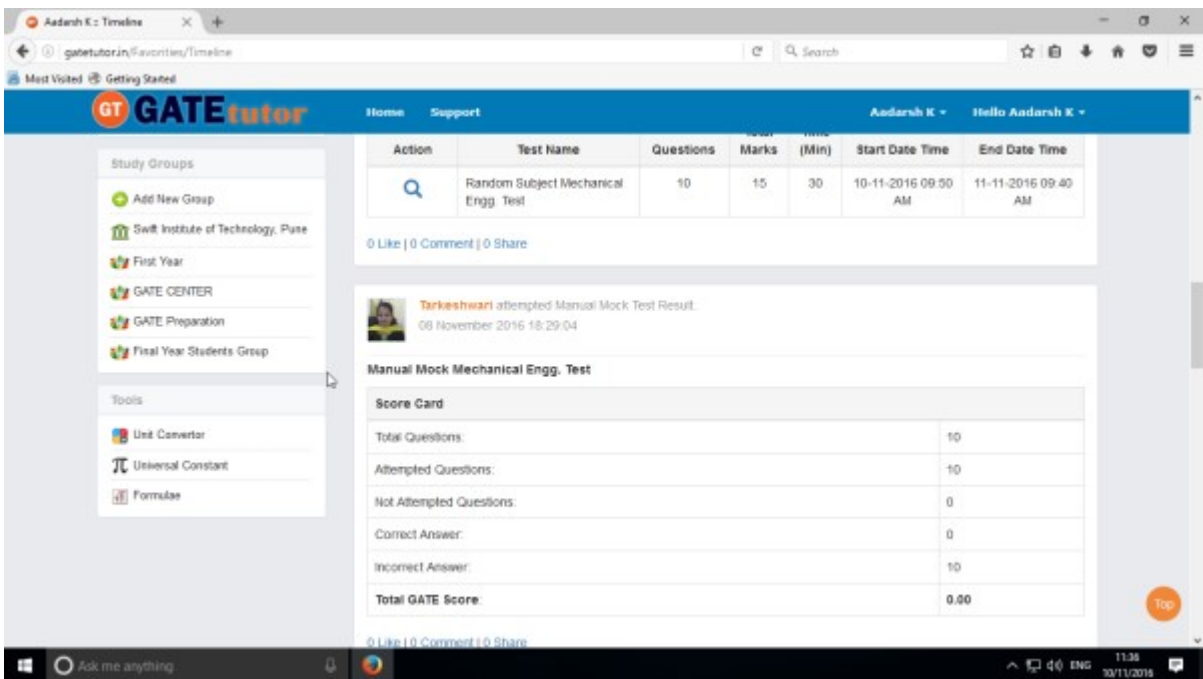 Aadarsh K :: Timeline
gatetutor.in/Favorities/Timeline
Search
Most Visited Getting Started
GT GATEtutor Home Support Aadarsh K Hello Aadarsh K
Study Groups
Add New Group
Swift Institute of Technology, Pune
First Year
GATE CENTER
GATE Preparation
Final Year Students Group
Tools
Unit Convertor
Universal Constant
Formulae
Action Test Name Questions Marks (Min) Start Date Time End Date Time
Random Subject Mechanical 10 15 30 10-11-2016 09:50 11-11-2016 09:40
Engg. Test AM AM
0 Like | 0 Comment | 0 Share
Tarkeshwari attempted Manual Mock Test Result.
08 November 2016 18:29:04
Manual Mock Mechanical Engg. Test
Score Card
Total Questions: 10
Attempted Questions: 10
Not Attempted Questions: 0
Correct Answer: 0
Incorrect Answer: 10
Total GATE Score: 0.00
0 Like | 0 Comment | 0 Share
Top
Ask me anything ENG 11:36
10/11/2016